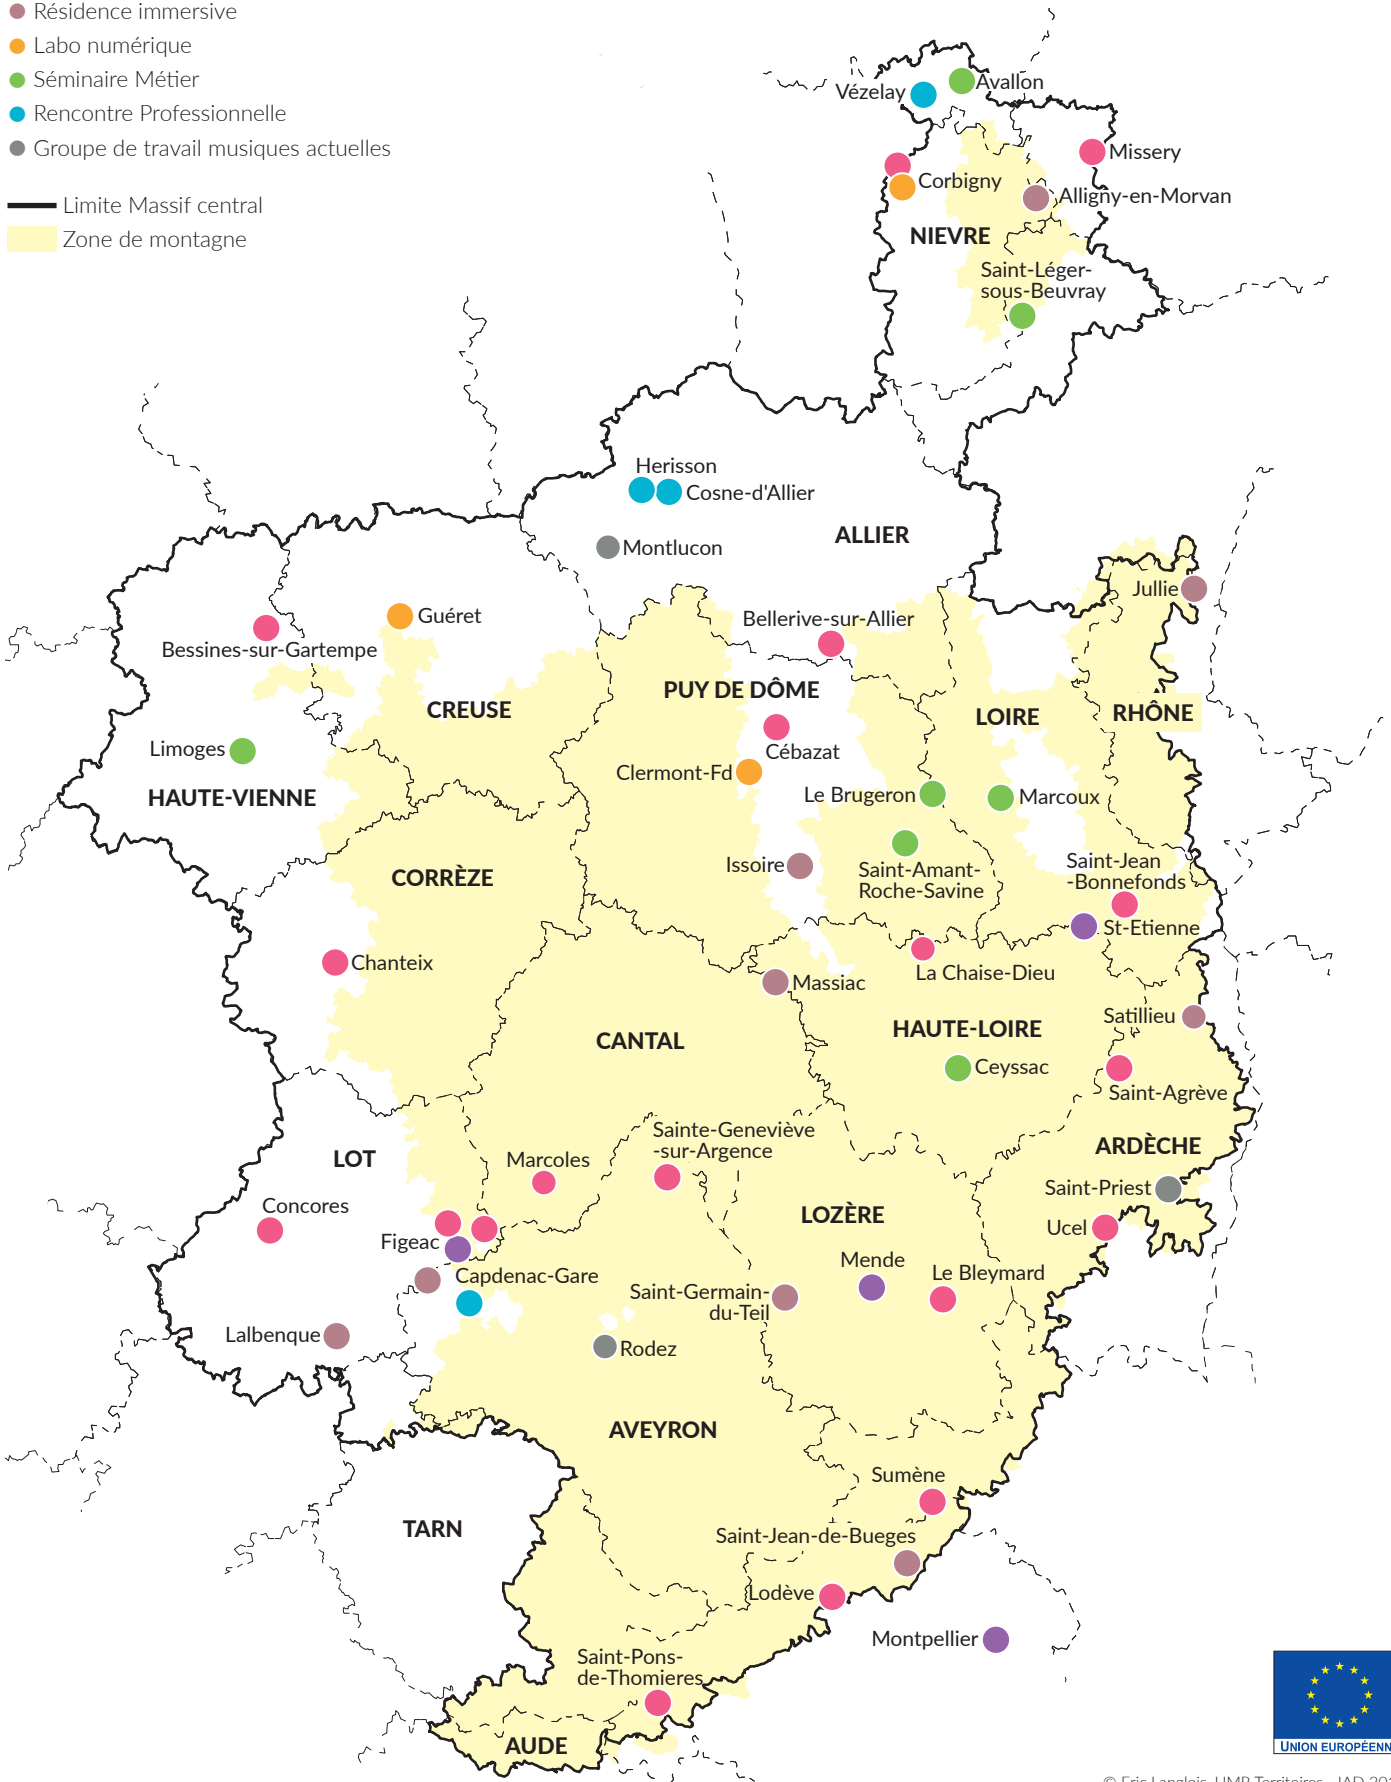 Résidence immersive
Labo numérique
Séminaire Métier
Rencontre Professionnelle
Groupe de travail musiques actuelles
Limite Massif central
Zone de montagne
Vézelay
Avallon
Missery
Corbigny
Alligny-en-Morvan
NIEVRE
Saint-Léger-
sous-Beuvray
Herisson
Cosne-d'Allier
ALLIER
Montlucon
Jullie
Guéret
Bellerive-sur-Allier
Bessines-sur-Gartempe
PUY DE DÔME
CREUSE
LOIRE
RHÔNE
Limoges
Cébazat
Clermont-Fd
HAUTE-VIENNE
Le Brugeron
Marcoux
Issoire
Saint-Amant-
Roche-Savine
Saint-Jean
-Bonnefonds
CORRÈZE
St-Etienne
Chanteix
La Chaise-Dieu
Massiac
Satillieu
HAUTE-LOIRE
CANTAL
Ceyssac
Saint-Agrève
Sainte-Geneviève
-sur-Argence
ARDÈCHE
LOT
Marcoles
Saint-Priest
Concores
LOZÈRE
Ucel
Figeac
Mende
Capdenac-Gare
Le Bleymard
Saint-Germain-
du-Teil
Lalbenque
Rodez
AVEYRON
Sumène
TARN
Saint-Jean-de-Bueges
Lodève
Montpellier
Saint-Pons-
de-Thomieres
AUDE
UNION EUROPÉENN